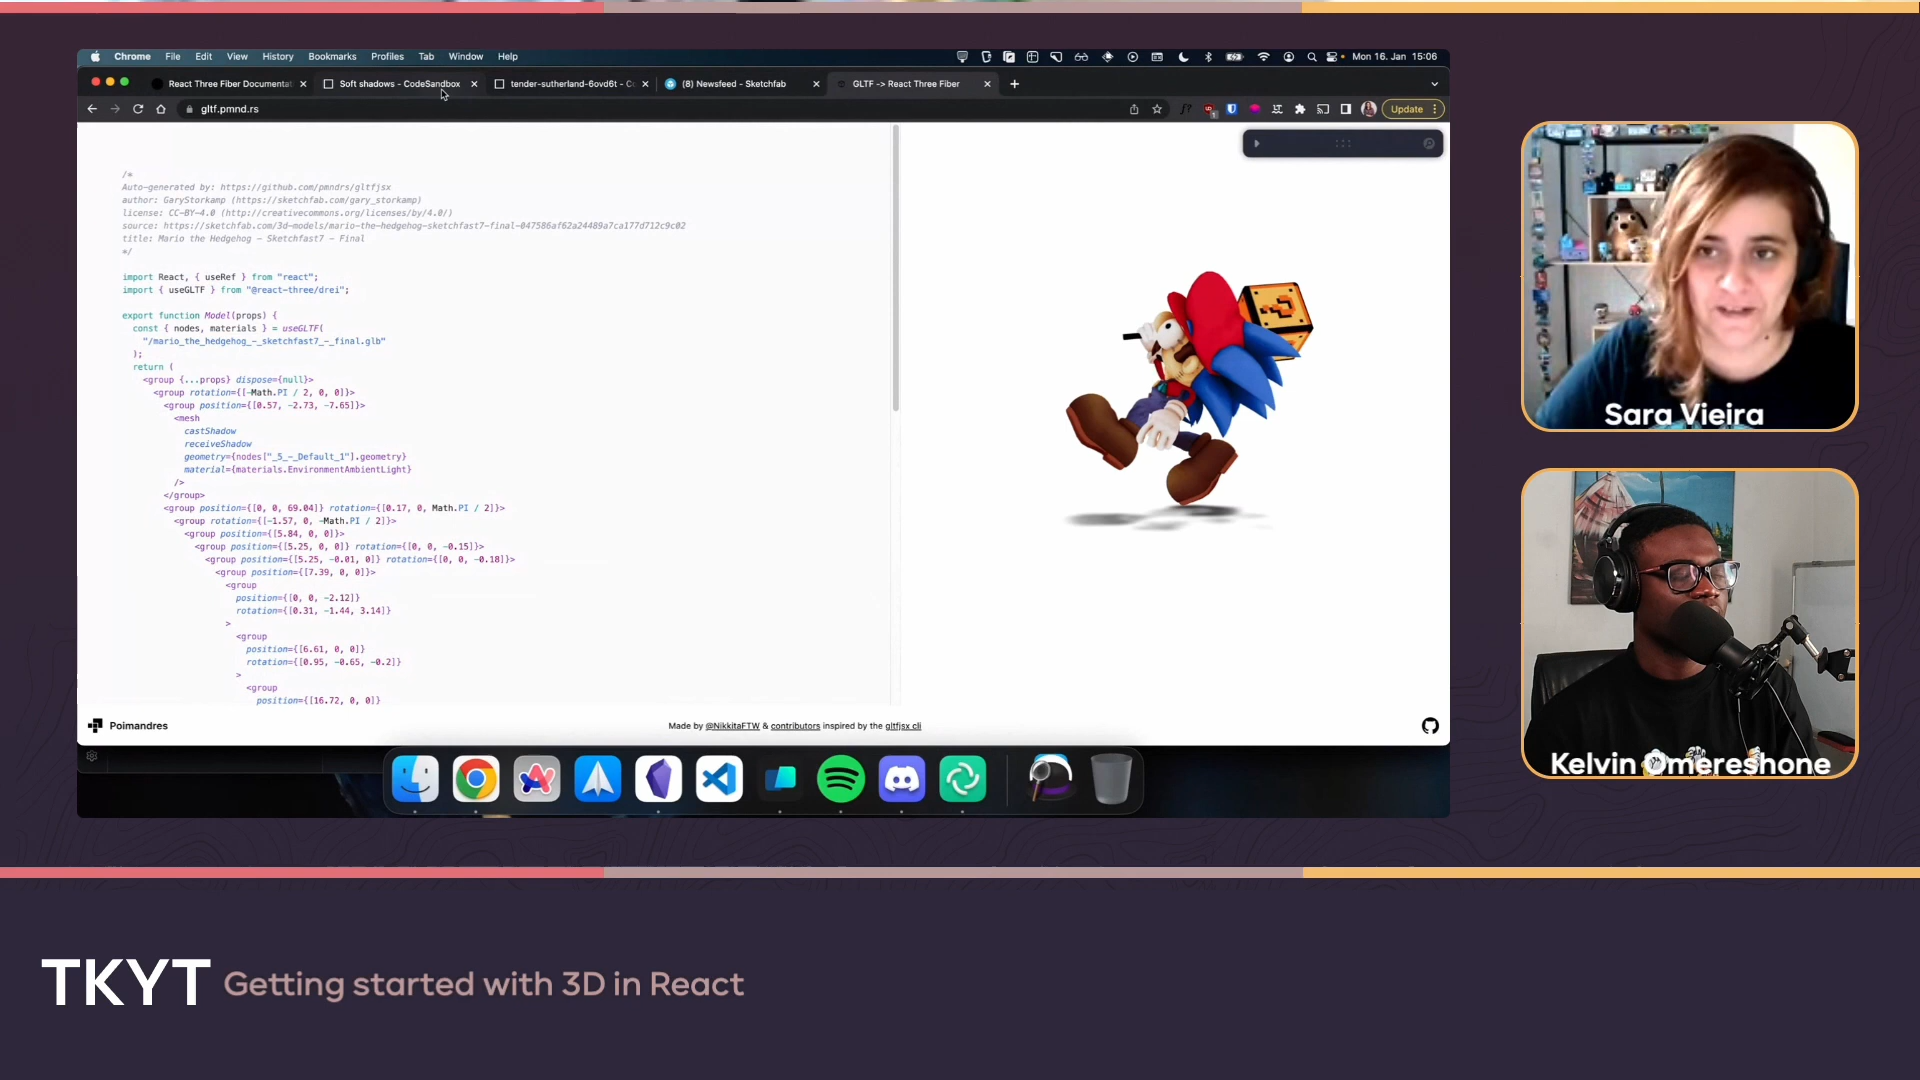 Chrome File Edit View History Bookmarks Profiles Tab Window Help
Mon 16. Jan 15:06
React Three Fiber Documentat
Soft shadows - CodeSandbox
tender-sutherland-6ovd6t - C
(8) Newsfeed - Sketchfab
GLTF -> React Three Fiber
gltf.pmnd.rs
Update
/*
Auto-generated by: https://github.com/pmndrs/gltfjsx
author: GaryStorkamp (https://sketchfab.com/gary_storkamp)
license: CC-BY-4.0 (http://creativecommons.org/licenses/by/4.0/)
source: https://sketchfab.com/3d-models/mario-the-hedgehog-sketchfast7-final-047586af62a24489a7ca177d712c9c02
title: Mario the Hedgehog - Sketchfast7 - Final
*/
import React, { useRef } from "react";
import { useGLTF } from "@react-three/drei";
export function Model(props) {
const { nodes, materials } = useGLTF(
"/mario_the_hedgehog_-_sketchfast7_-_final.glb"
);
return (
<group {...props} dispose={null}>
<group rotation={[-Math.PI / 2, 0, 0]}>
<group position={[0.57, -2.73, -7.65]}>
<mesh
castShadow
receiveShadow
geometry={nodes["_5_-_Default_1"].geometry}
material={materials.EnvironmentAmbientLight}
/>
</group>
<group position={[0, 0, 69.04]} rotation={[0.17, 0, Math.PI / 2]}>
<group rotation={[-1.57, 0, -Math.PI / 2]}>
<group position={[5.84, 0, 0]}>
<group position={[5.25, 0, 0]} rotation={[0, 0, -0.15]}>
<group position={[5.25, -0.01, 0]} rotation={[0, 0, -0.18]}>
<group position={[7.39, 0, 0]}>
<group
position={[0, 0, -2.12]}
rotation={[0.31, -1.44, 3.14]}
>
<group
position={[6.61, 0, 0]}
rotation={[0.95, -0.65, -0.2]}
>
<group
position={[16.72, 0, 0]}
Poimandres
Made by @NikkitaFTW & contributors inspired by the gltfjsx cli
Sara Vieira
Kelvin Omereshone
TKYT Getting started with 3D in React